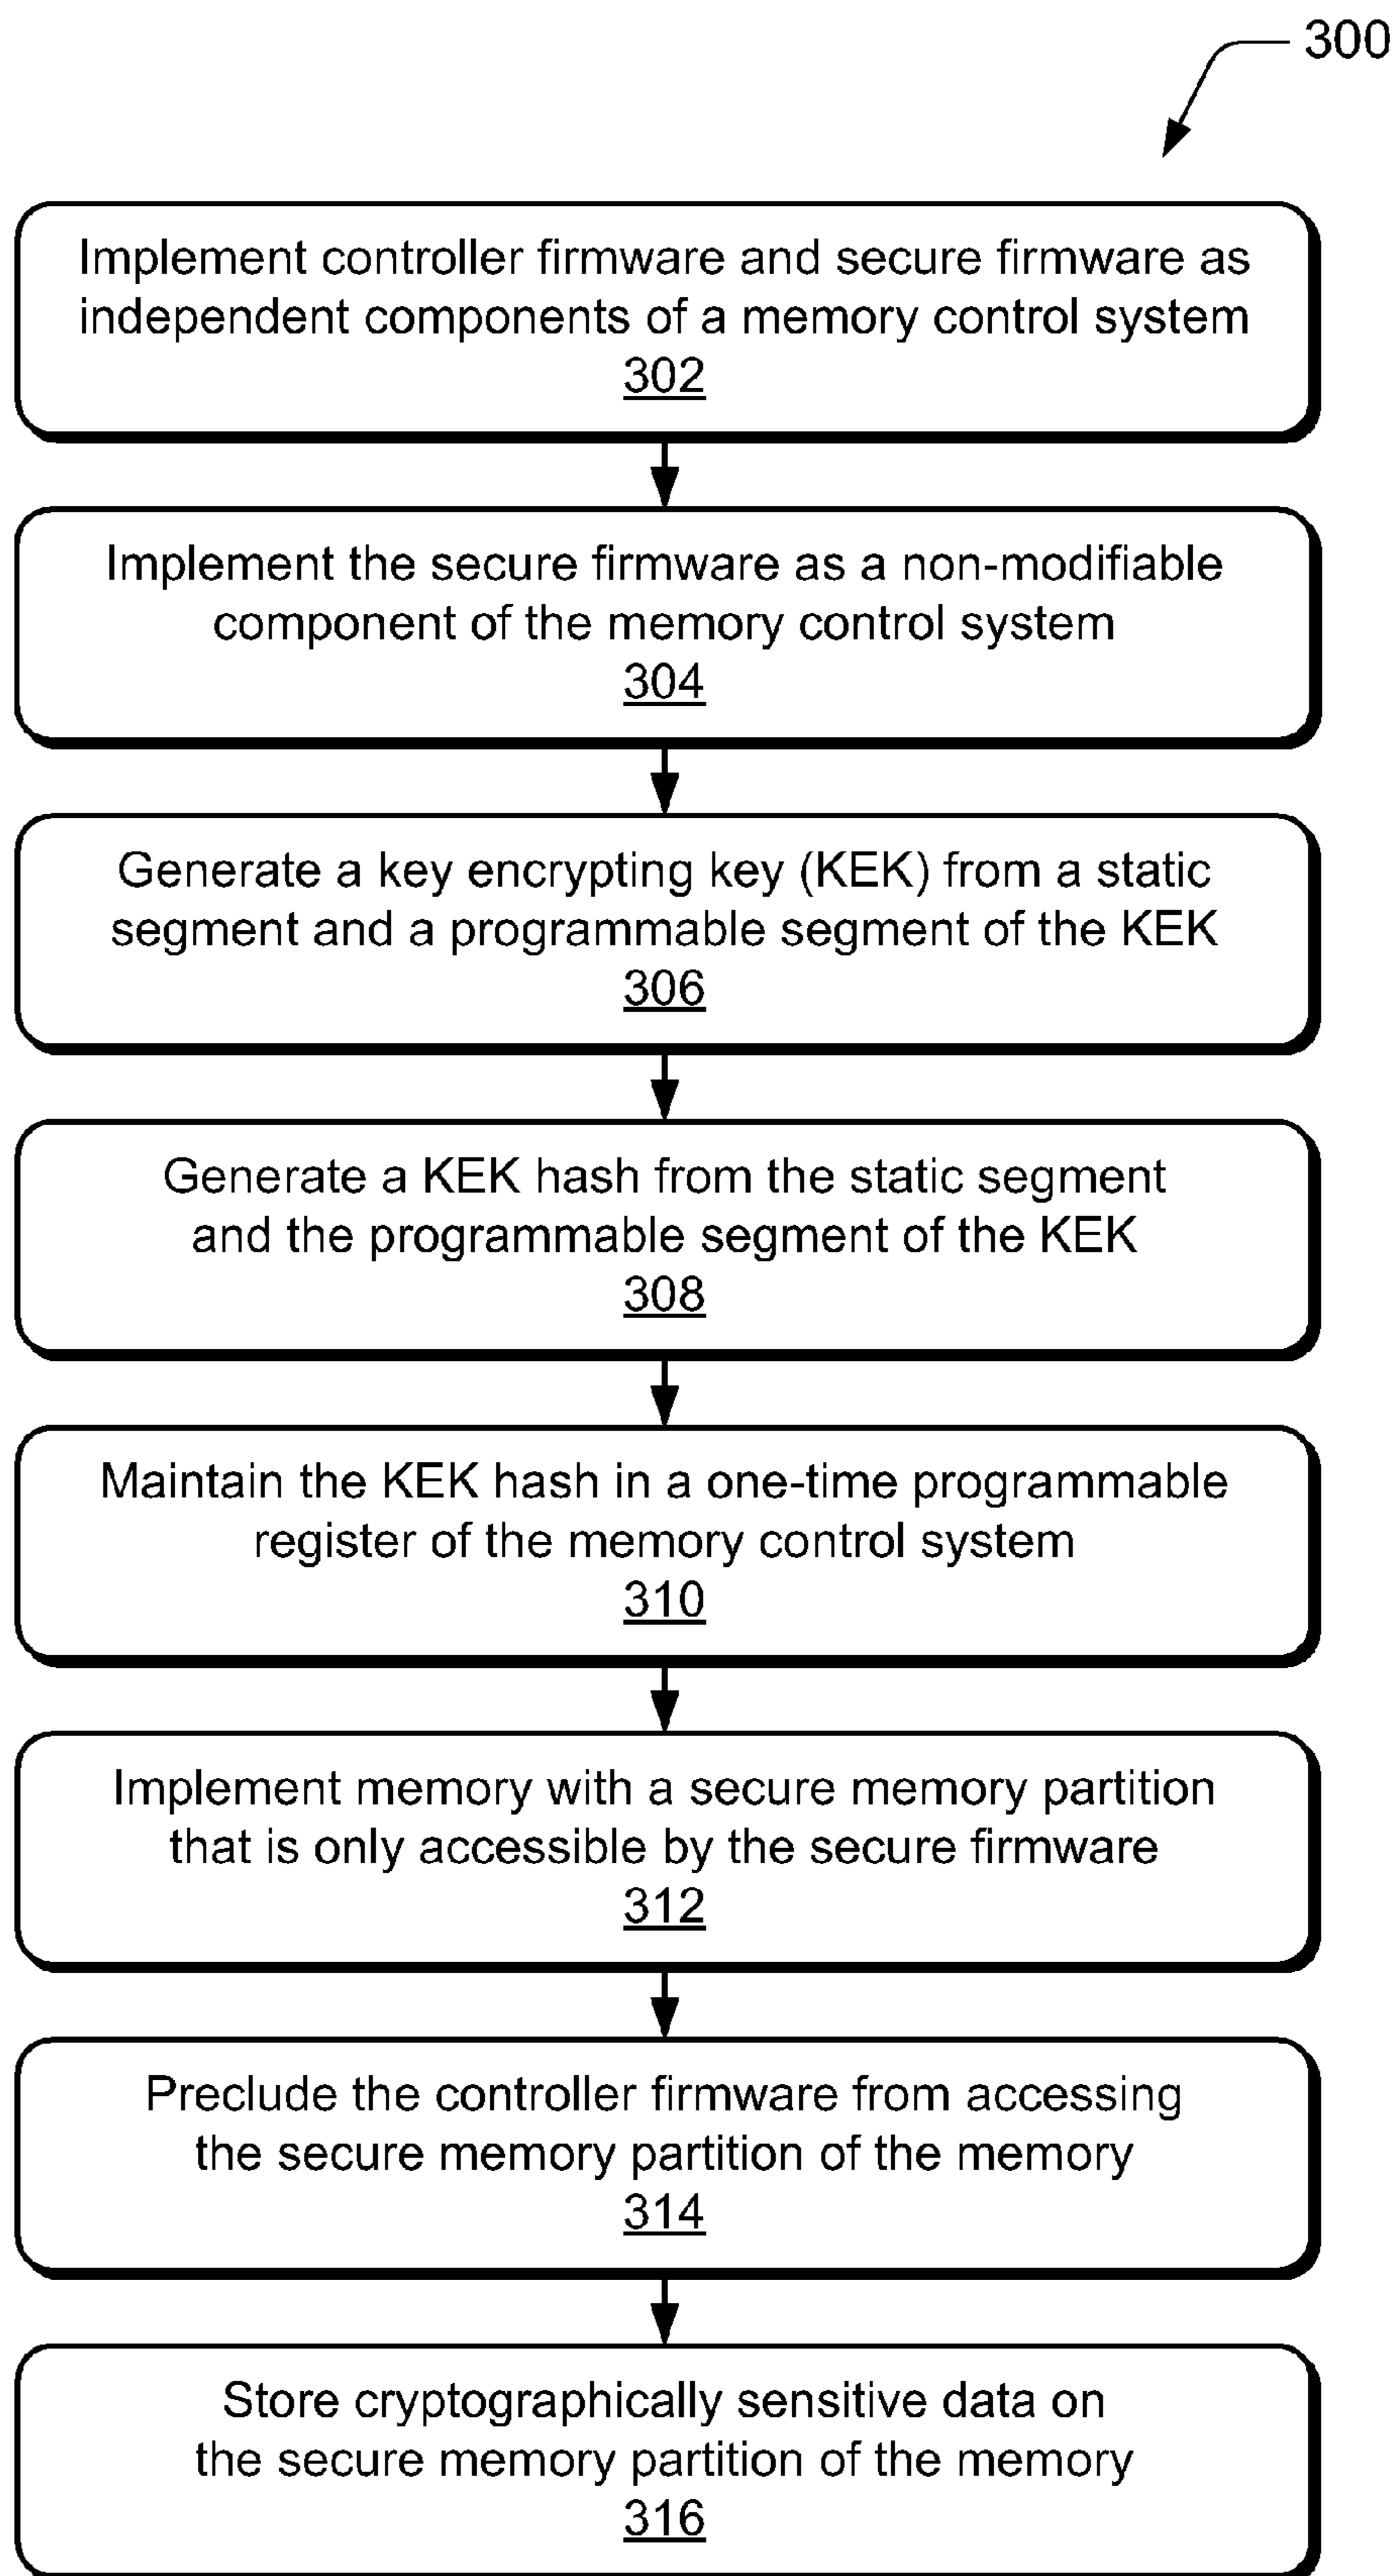 300
Implement controller firmware and secure firmware as
independent components of a memory control system
302
Implement the secure firmware as a non-modifiable
component of the memory control system
304
Generate a key encrypting key (KEK) from a static
segment and a programmable segment of the KEK
306
Generate a KEK hash from the static segment
and the programmable segment of the KEK
308
Maintain the KEK hash in a one-time programmable
register of the memory control system
310
Implement memory with a secure memory partition
that is only accessible by the secure firmware
312
Preclude the controller firmware from accessing
the secure memory partition of the memory
314
Store cryptographically sensitive data on
the secure memory partition of the memory
316